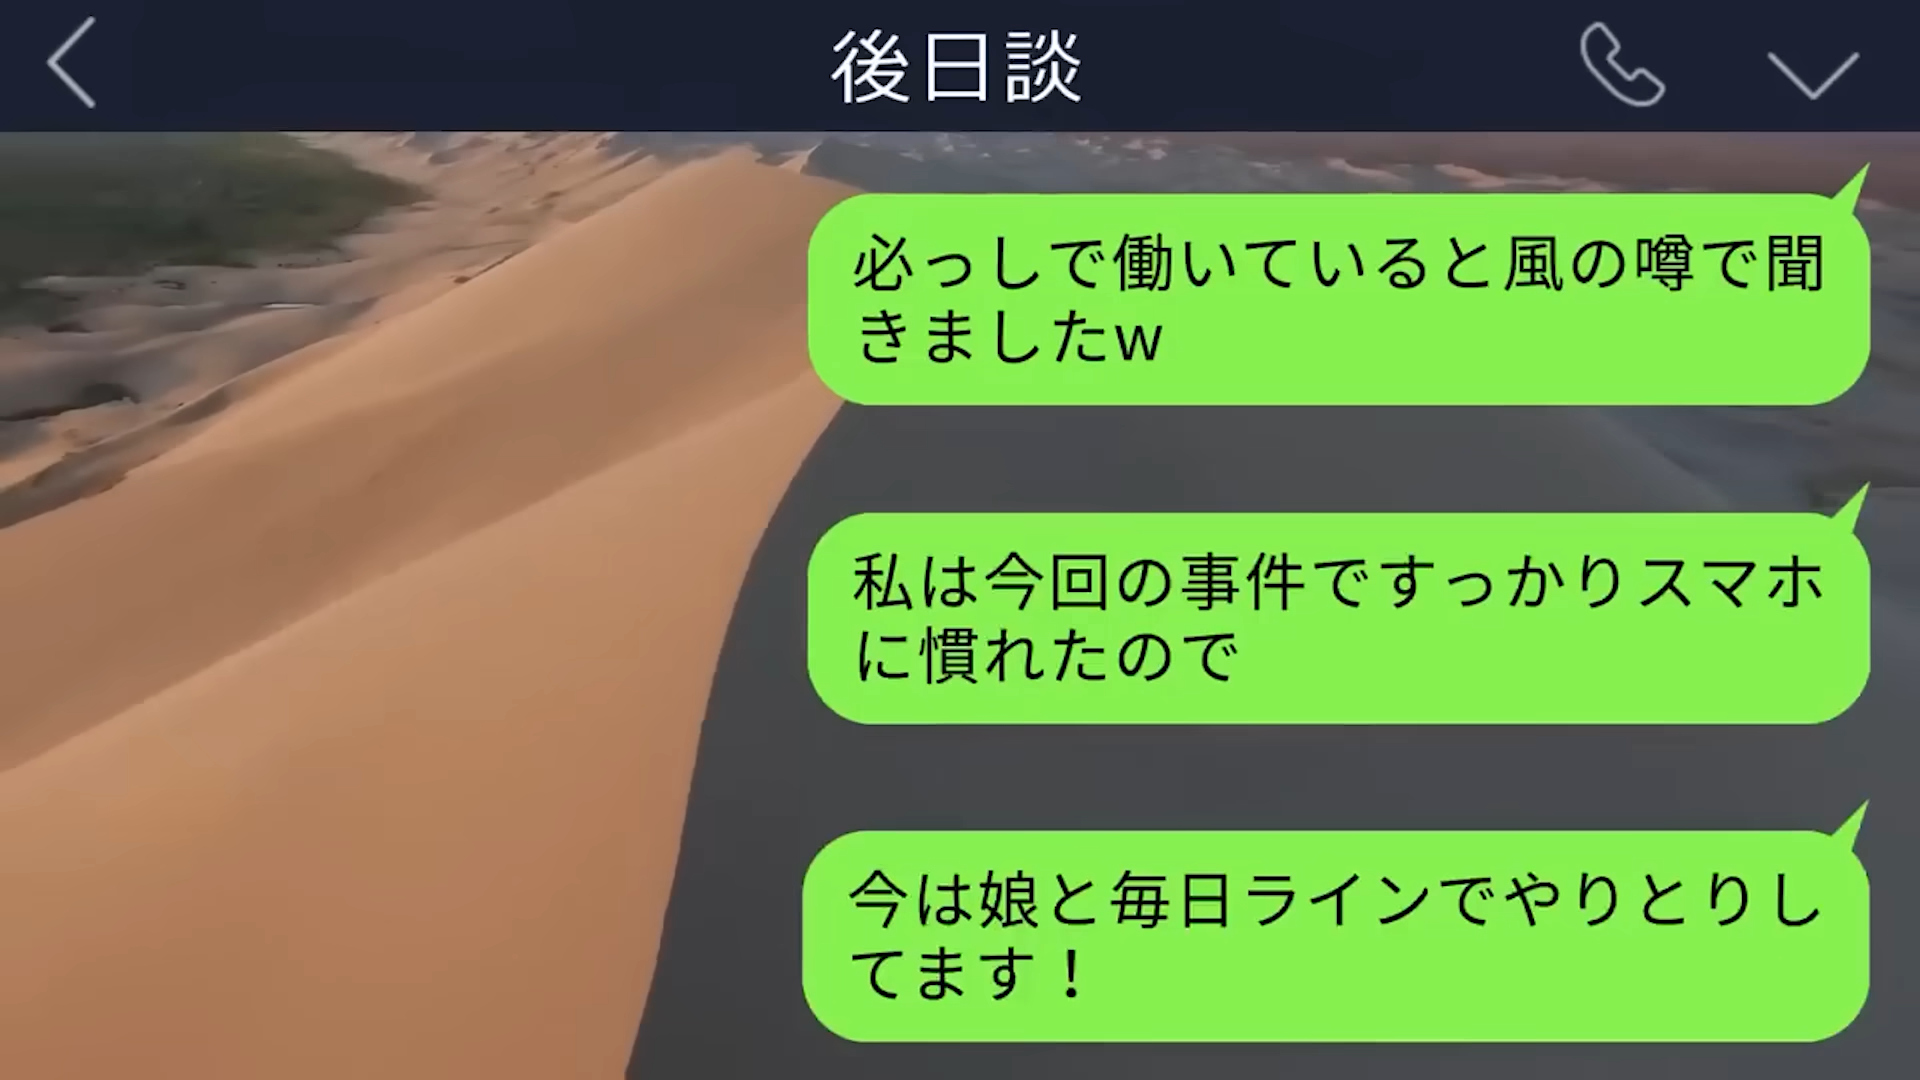 後日談
必っしで働いていると風の噂で聞
きましたw
私は今回の事件ですっかりスマホ
に慣れたので
今は娘と毎日ラインでやりとりし
てます！